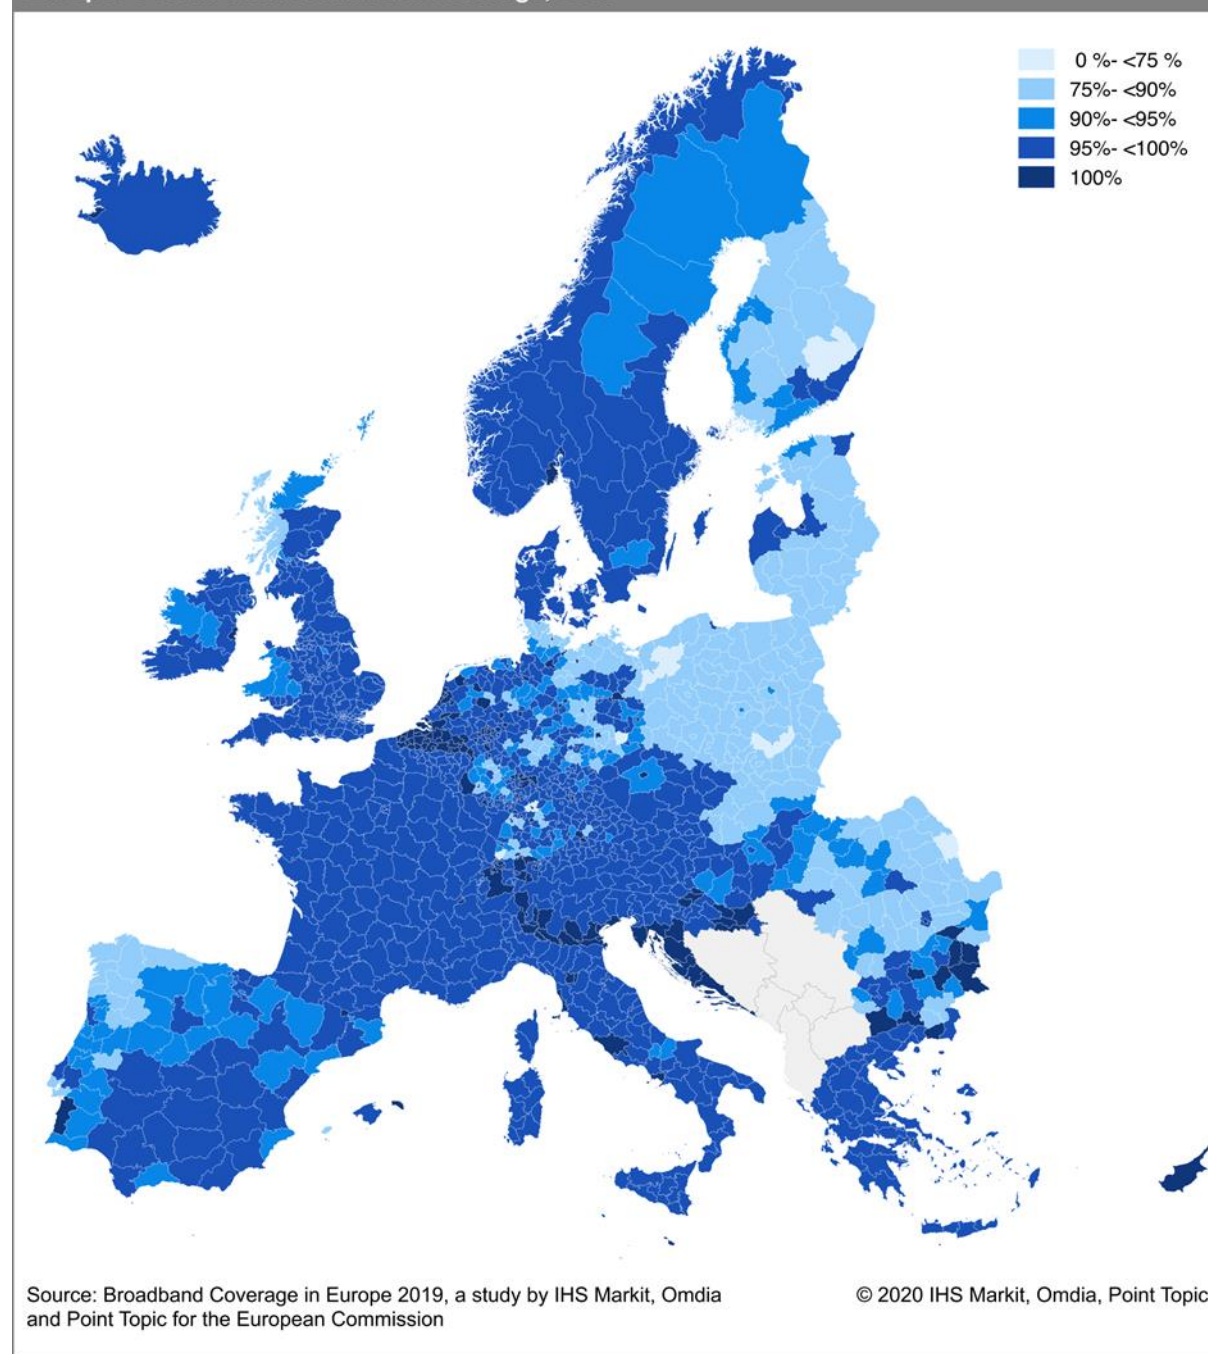 0 %- <75 %
75%- <90%
90%- <95%
95%- <100%
100%
Source: Broadband Coverage in Europe 2019, a study by IHS Markit, Omdia
and Point Topic for the European Commission
© 2020 IHS Markit, Omdia, Point Topic